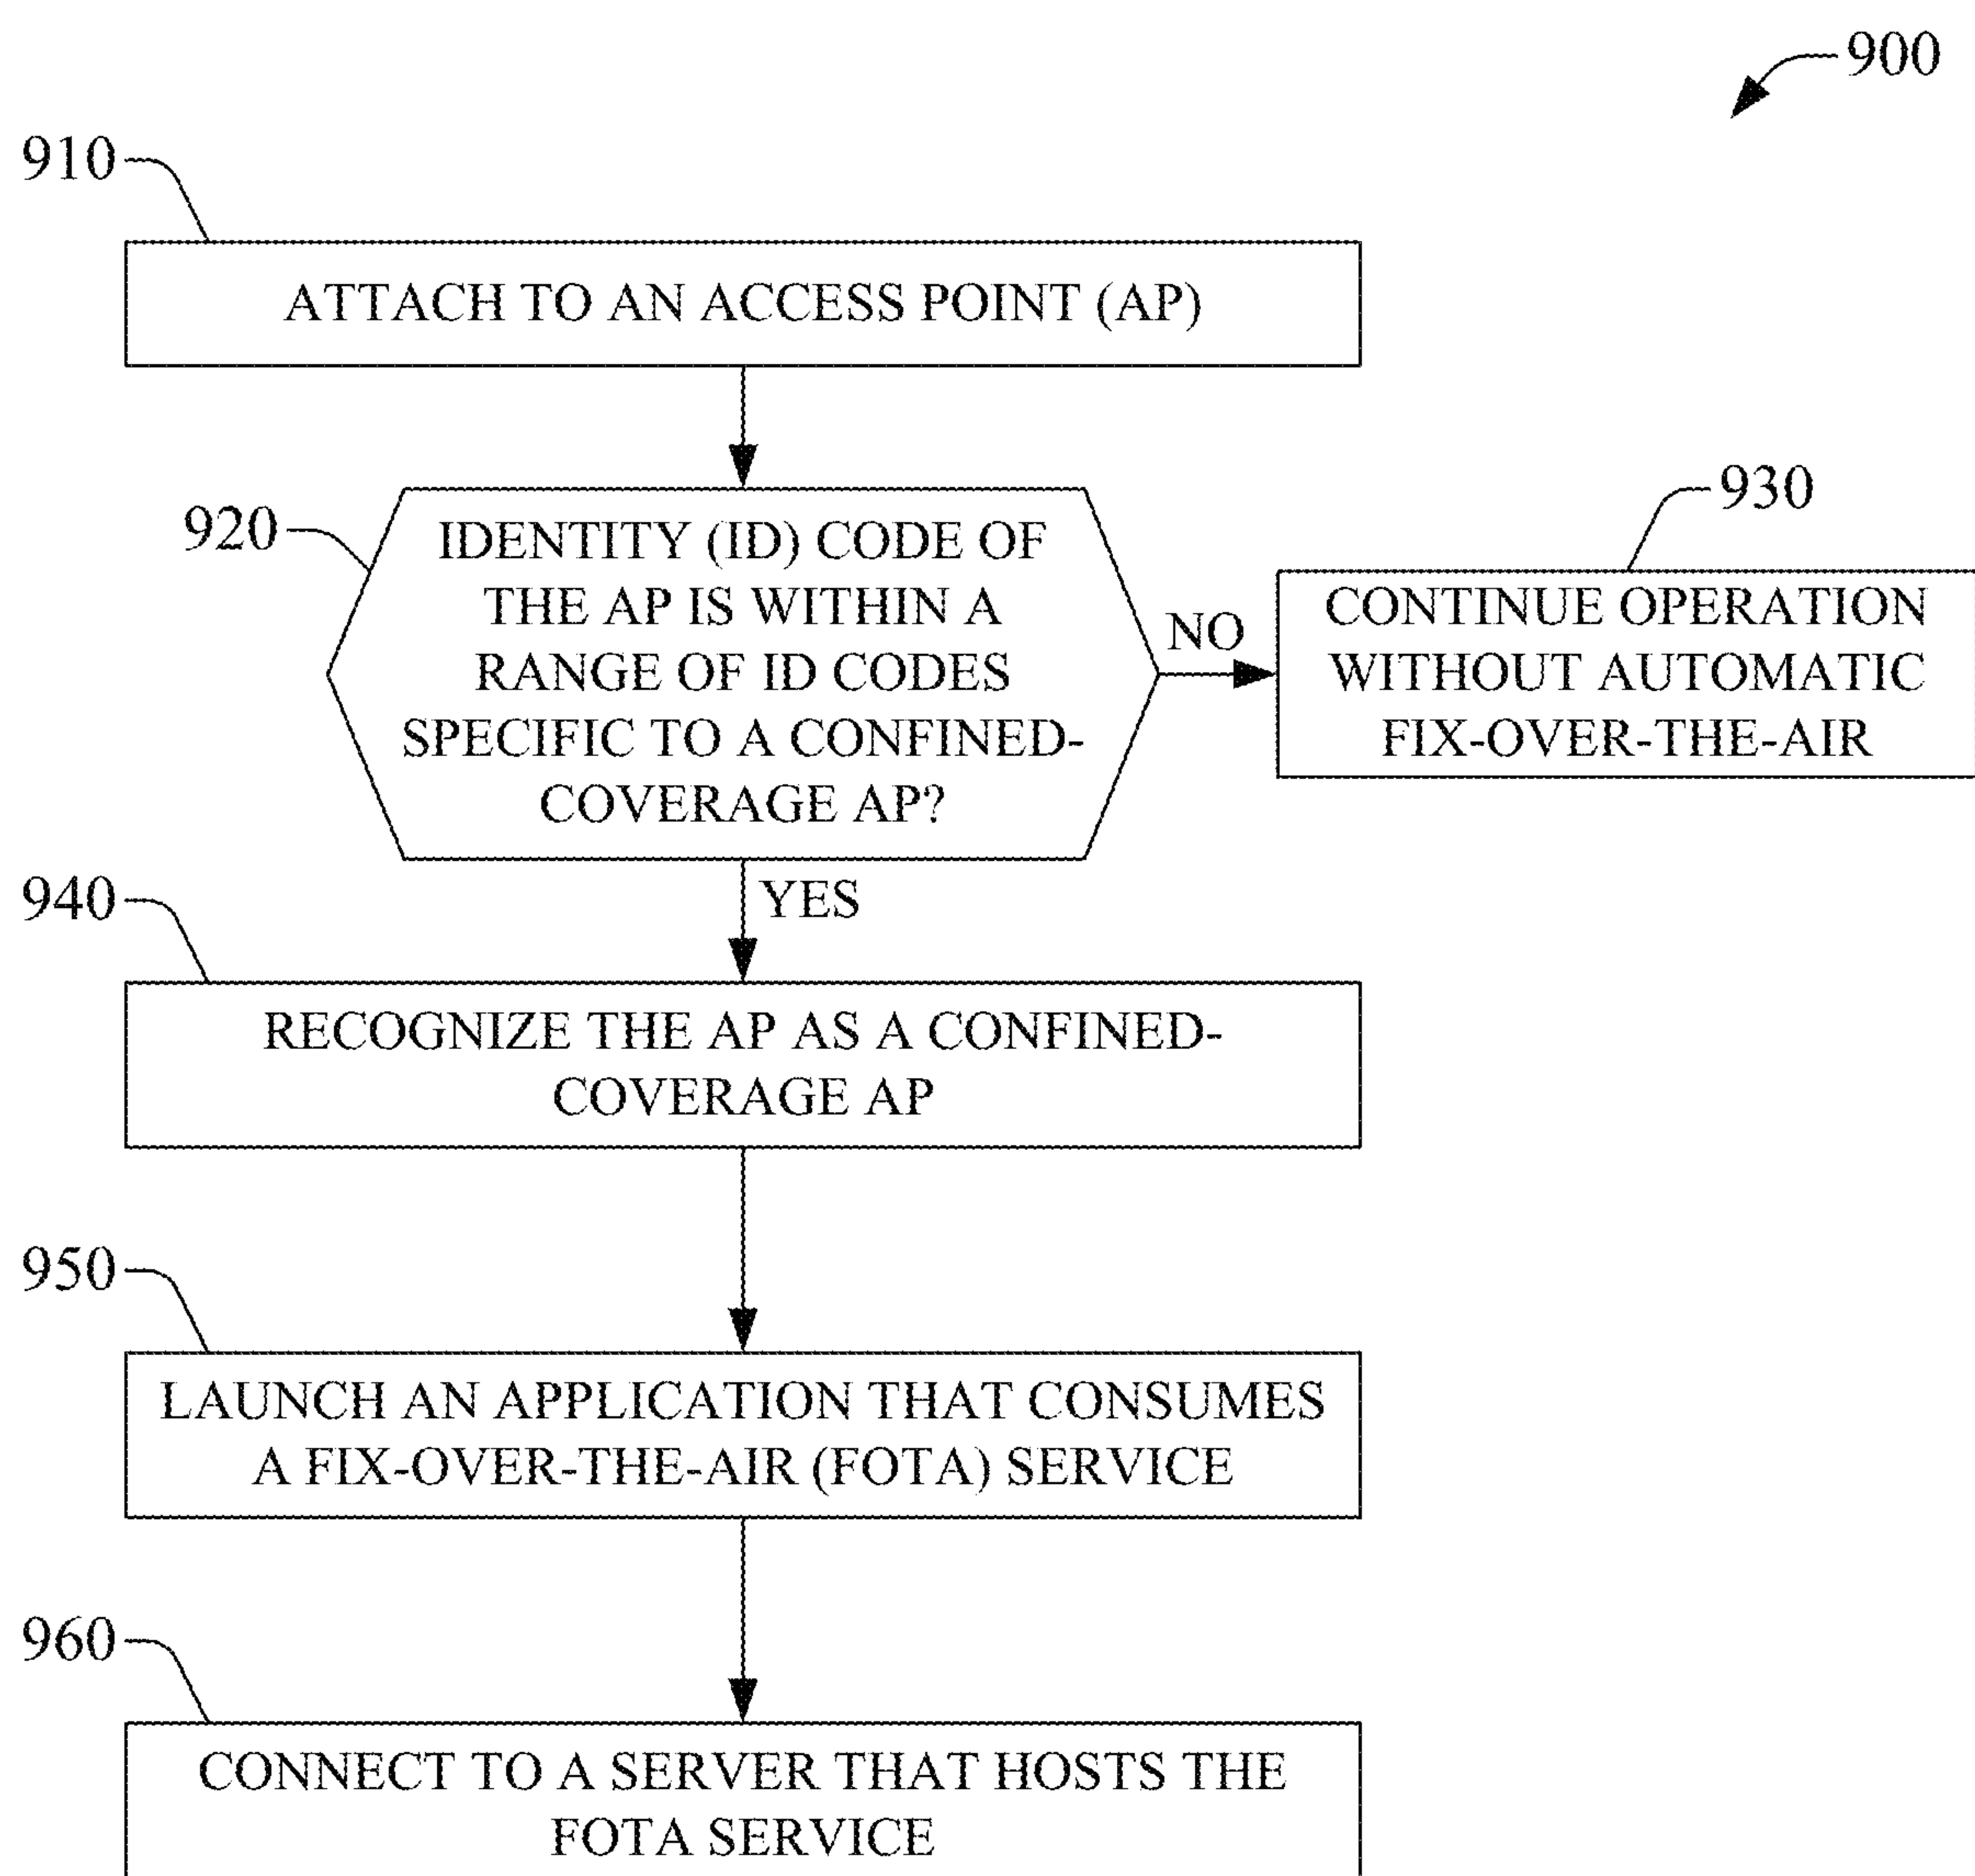 900
910
ATTACH TO AN ACCESS POINT (AP)
920
IDENTITY (ID) CODE OF
THE AP IS WITHIN A
RANGE OF ID CODES
SPECIFIC TO A CONFINED-
COVERAGE AP?
NO
930
CONTINUE OPERATION
WITHOUT AUTOMATIC
FIX-OVER-THE-AIR
YES
940
RECOGNIZE THE AP AS A CONFINED-
COVERAGE AP
950
LAUNCH AN APPLICATION THAT CONSUMES
A FIX-OVER-THE-AIR (FOTA) SERVICE
960
CONNECT TO A SERVER THAT HOSTS THE
FOTA SERVICE